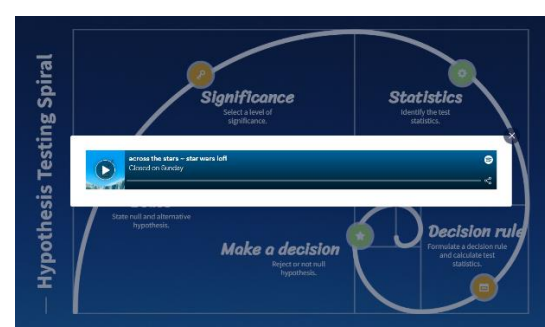 Hypothesis Testing Spiral
Significance
Select a level of
significance.
Statistics
Identify the test
statistics.
across the stars – star wars lofi
Closed on Sunday
State null and alternative
hypothesis.
Make a decision
Reject or not null
hypothesis.
Decision rule
Formulate a decision rule
and calculate test
statistics.